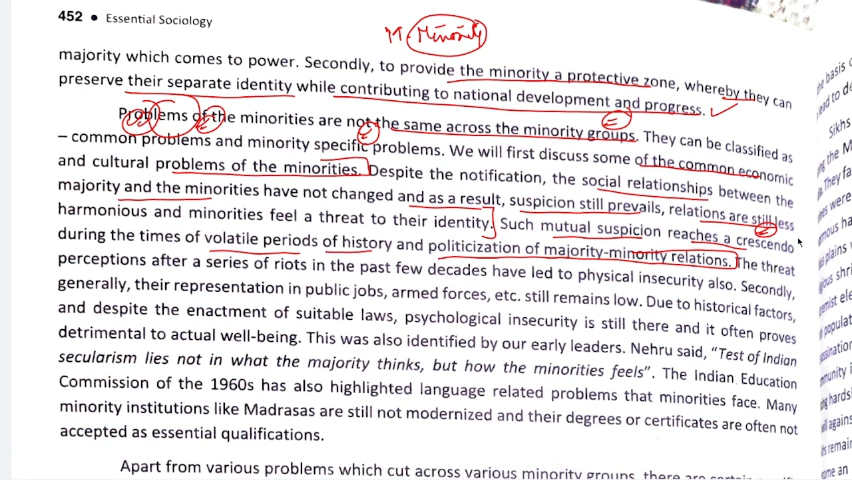 452 • Essential Sociology
Minority
majority which comes to power. Secondly, to provide the minority a protective zone, whereby they can
preserve their separate identity while contributing to national development and progress.
Problems of the minorities are not the same across the minority groups. They can be classified as
– common problems and minority specific problems. We will first discuss some of the common economic
and cultural problems of the minorities. Despite the notification, the social relationships between the
majority and the minorities have not changed and as a result, suspicion still prevails, relations are still less
harmonious and minorities feel a threat to their identity. Such mutual suspicion reaches a crescendo
during the times of volatile periods of history and politicization of majority-minority relations. The threat
perceptions after a series of riots in the past few decades have led to physical insecurity also. Secondly,
generally, their representation in public jobs, armed forces, etc. still remains low. Due to historical factors,
and despite the enactment of suitable laws, psychological insecurity is still there and it often proves
detrimental to actual well-being. This was also identified by our early leaders. Nehru said, “Test of Indian
secularism lies not in what the majority thinks, but how the minorities feels”. The Indian Education
Commission of the 1960s has also highlighted language related problems that minorities face. Many
minority institutions like Madrasas are still not modernized and their degrees or certificates are often not
accepted as essential qualifications.
Apart from various problems which cut across various minority groups, there are certain